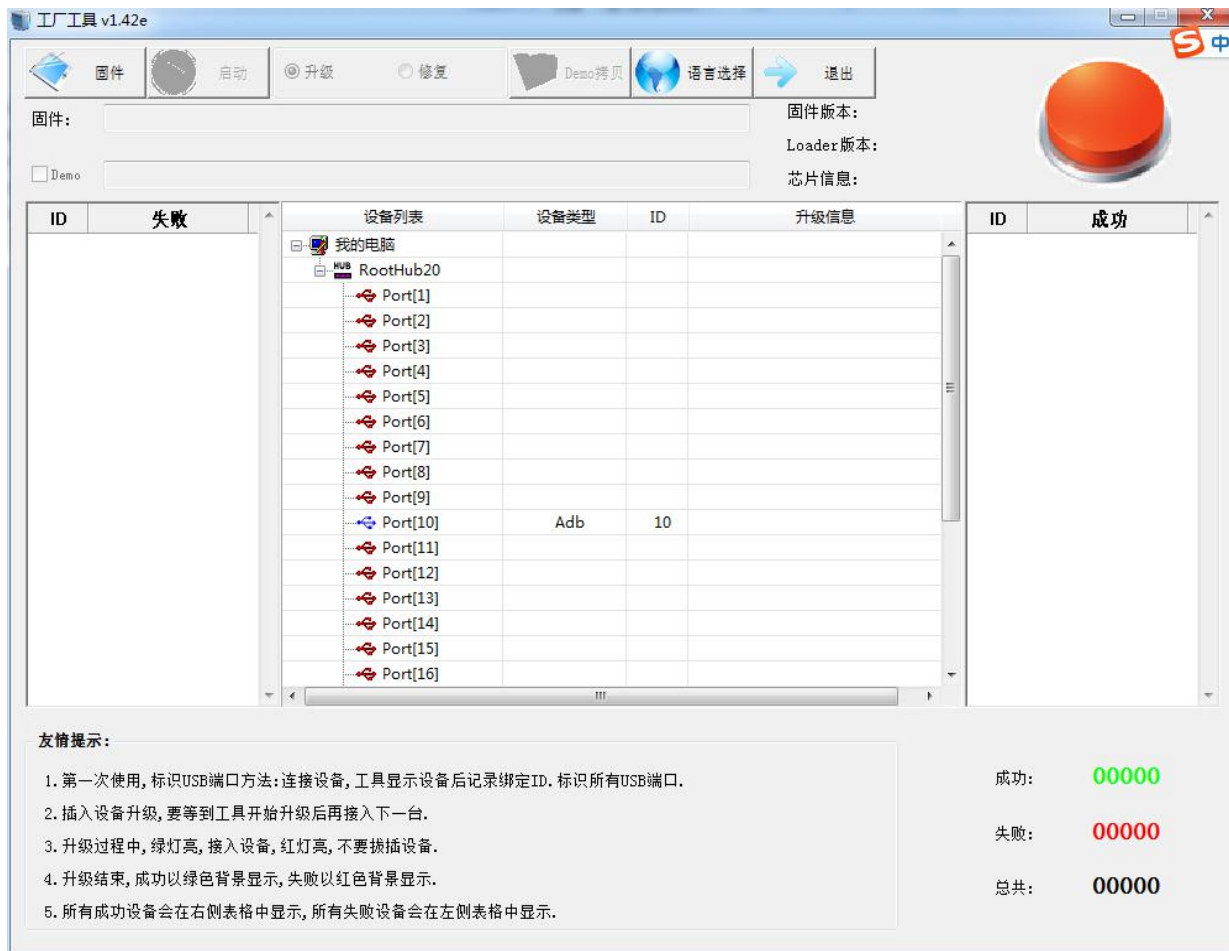 工厂工具 v1.42e
中
固件 启动 升级 修复 Demo拷贝 语言选择 退出
固件: 固件版本:
Loader版本:
Demo 芯片信息:
ID 失败 设备列表 设备类型 ID 升级信息 ID 成功
我的电脑
HUB RootHub20
Port[1]
Port[2]
Port[3]
Port[4]
Port[5]
Port[6]
Port[7]
Port[8]
Port[9]
Port[10] Adb 10
Port[11]
Port[12]
Port[13]
Port[14]
Port[15]
Port[16]
友情提示:
1.第一次使用,标识USB端口方法:连接设备,工具显示设备后记录绑定ID.标识所有USB端口.
2.插入设备升级,要等到工具开始升级后再接入下一台.
3.升级过程中,绿灯亮,接入设备,红灯亮,不要拔插设备.
4.升级结束,成功以绿色背景显示,失败以红色背景显示.
5.所有成功设备会在右侧表格中显示,所有失败设备会在左侧表格中显示.
成功: 00000
失败: 00000
总共: 00000